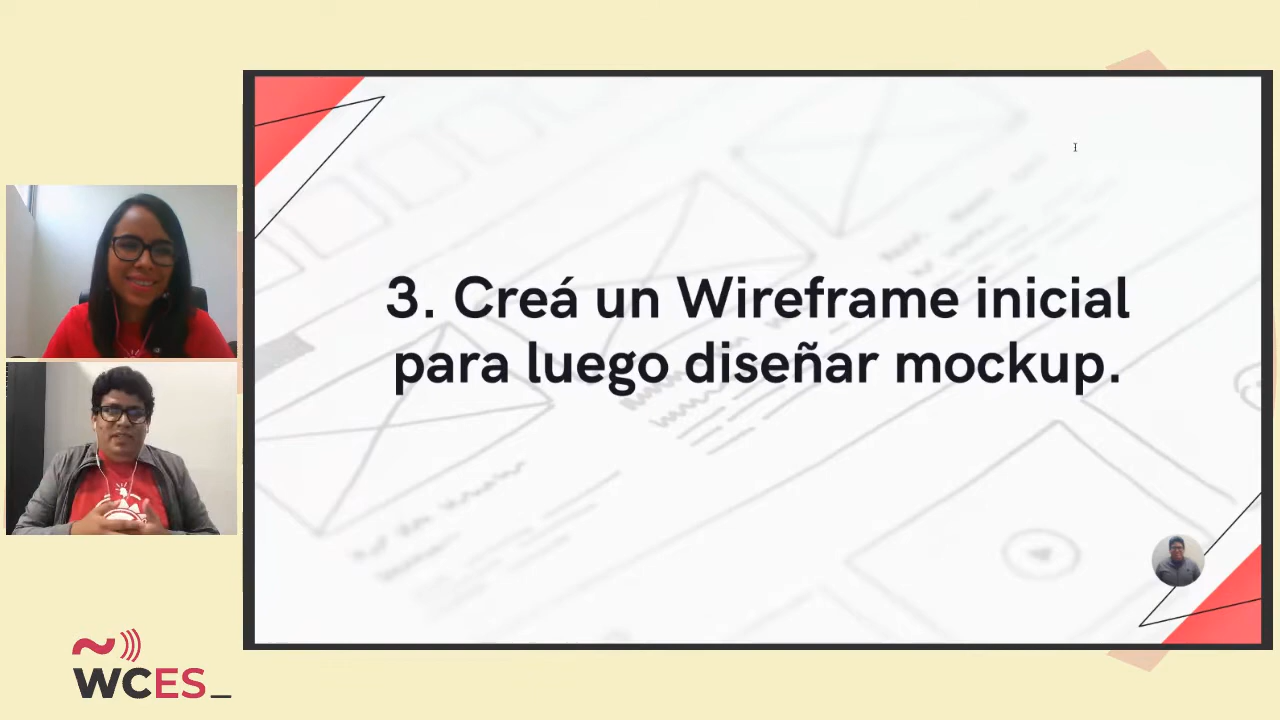 3. Creá un Wireframe inicial
para luego diseñar mockup.
WCES_